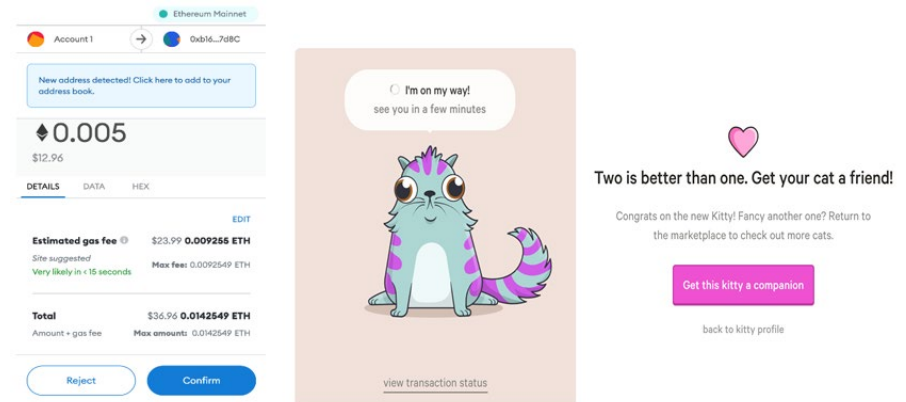 Ethereum Mainnet
Account 1
0xb16...7d8C
New address detected! Click here to add to your
address book.
0.005
$12.96
DETAILS DATA HEX
EDIT
Estimated gas fee $23.99 0.009255 ETH
Site suggested
Very likely in < 15 seconds
Max fee: 0.0092549 ETH
Total $36.96 0.0142549 ETH
Amount + gas fee Max amount: 0.0142549 ETH
Reject Confirm
I'm on my way!
see you in a few minutes
view transaction status
Two is better than one. Get your cat a friend!
Congrats on the new Kitty! Fancy another one? Return to
the marketplace to check out more cats.
Get this kitty a companion
back to kitty profile